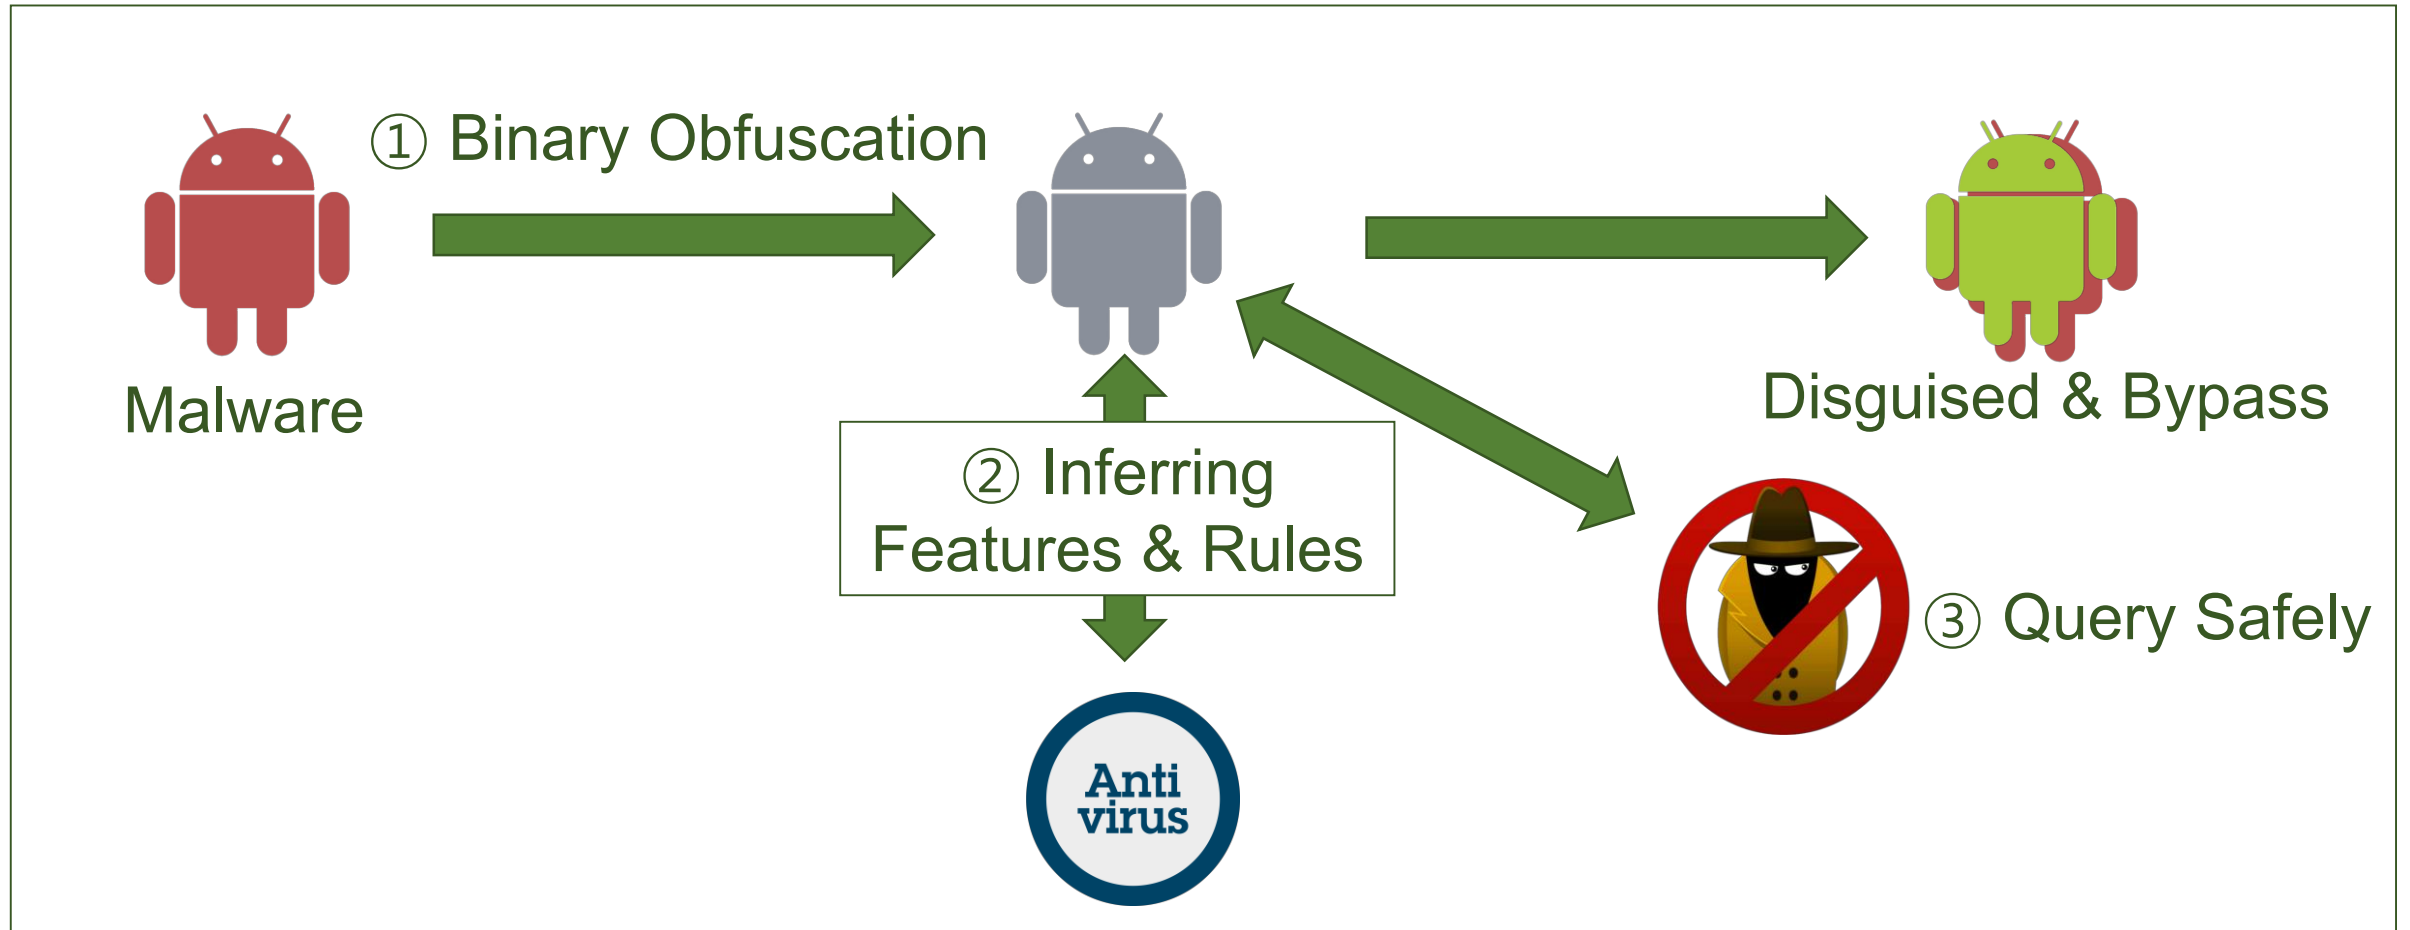 ① Binary Obfuscation
Malware
Disguised & Bypass
② Inferring
Features & Rules
③ Query Safely
Anti
virus